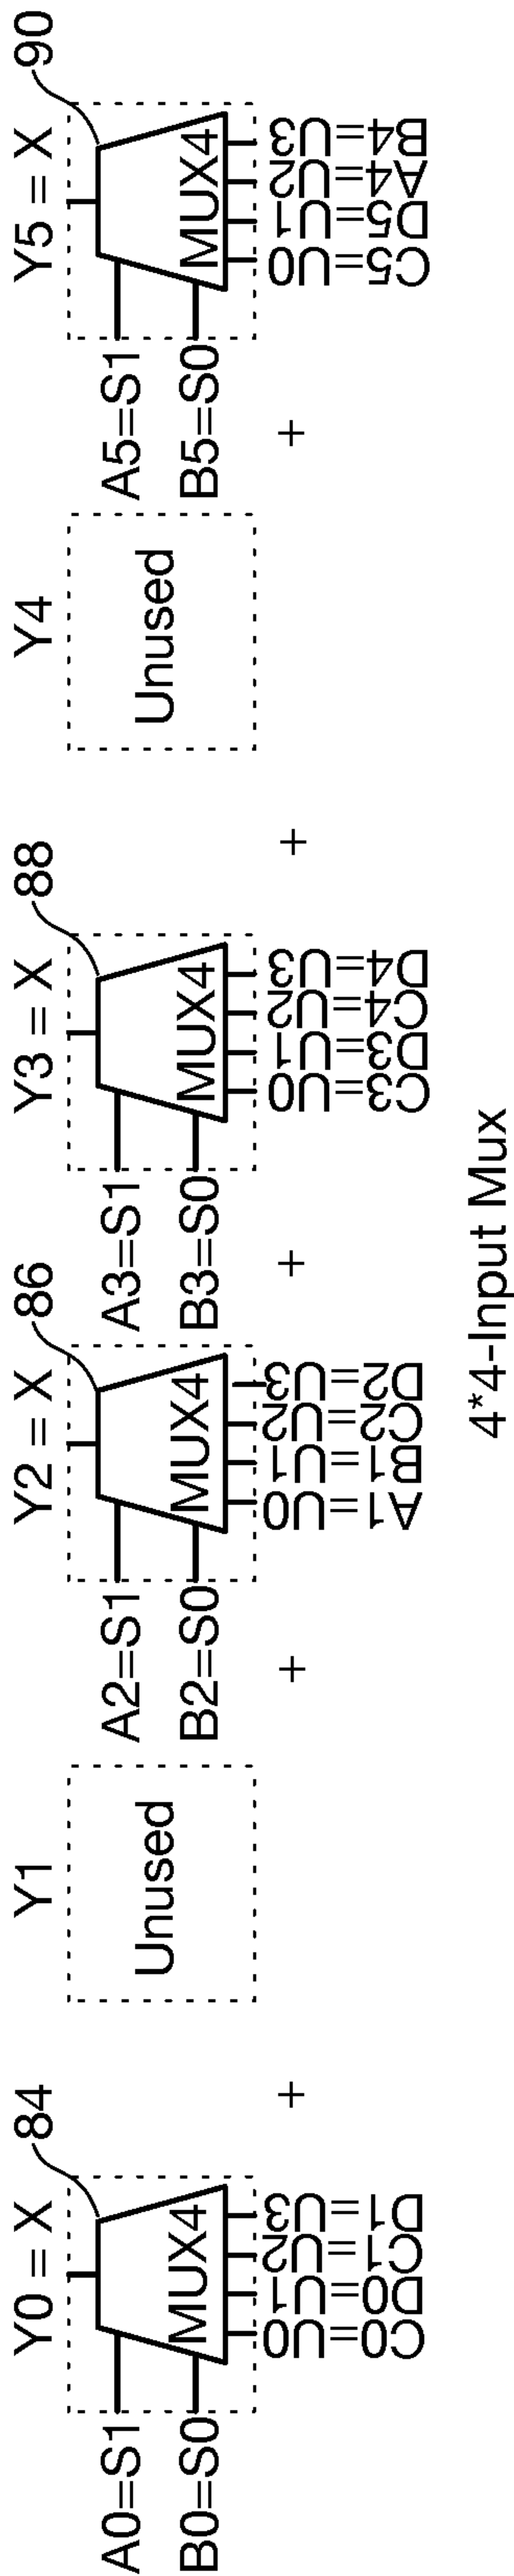 Y0 = X
84
A0=S1
B0=S0
MUX4
C0=U0
D0=U1
C1=U2
D1=U3
+
Y1
Unused
+
Y2 = X
86
A2=S1
B2=S0
MUX4
A1=U0
B1=U1
C2=U2
D2=U3
+
Y3 = X
88
A3=S1
B3=S0
MUX4
C3=U0
D3=U1
C4=U2
D4=U3
+
Y4
Unused
+
Y5 = X
90
A5=S1
B5=S0
MUX4
C5=U0
D5=U1
A4=U2
B4=U3
4*4-Input Mux